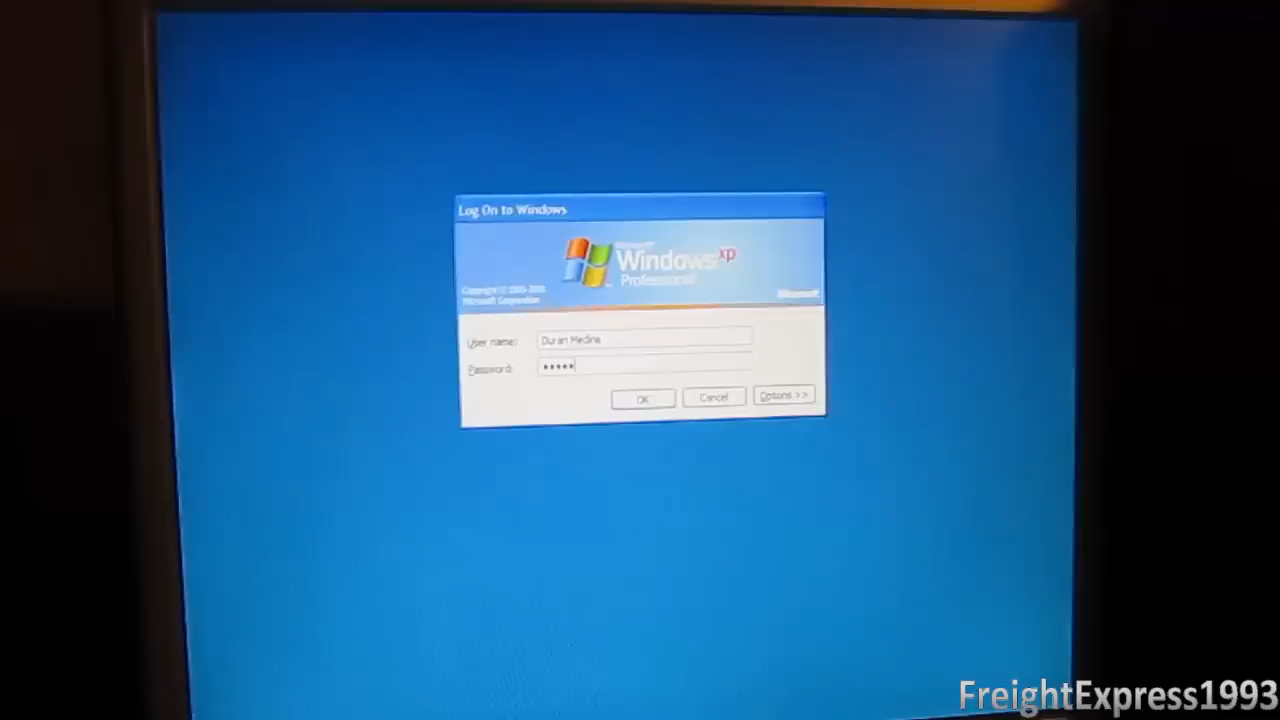 Log On to Windows
Microsoft
Windows xp
Professional
Copyright © 1985-2001
Microsoft Corporation
Microsoft
User name: Duran Medina
Password: •••••
OK Cancel Options >>
FreightExpress1993